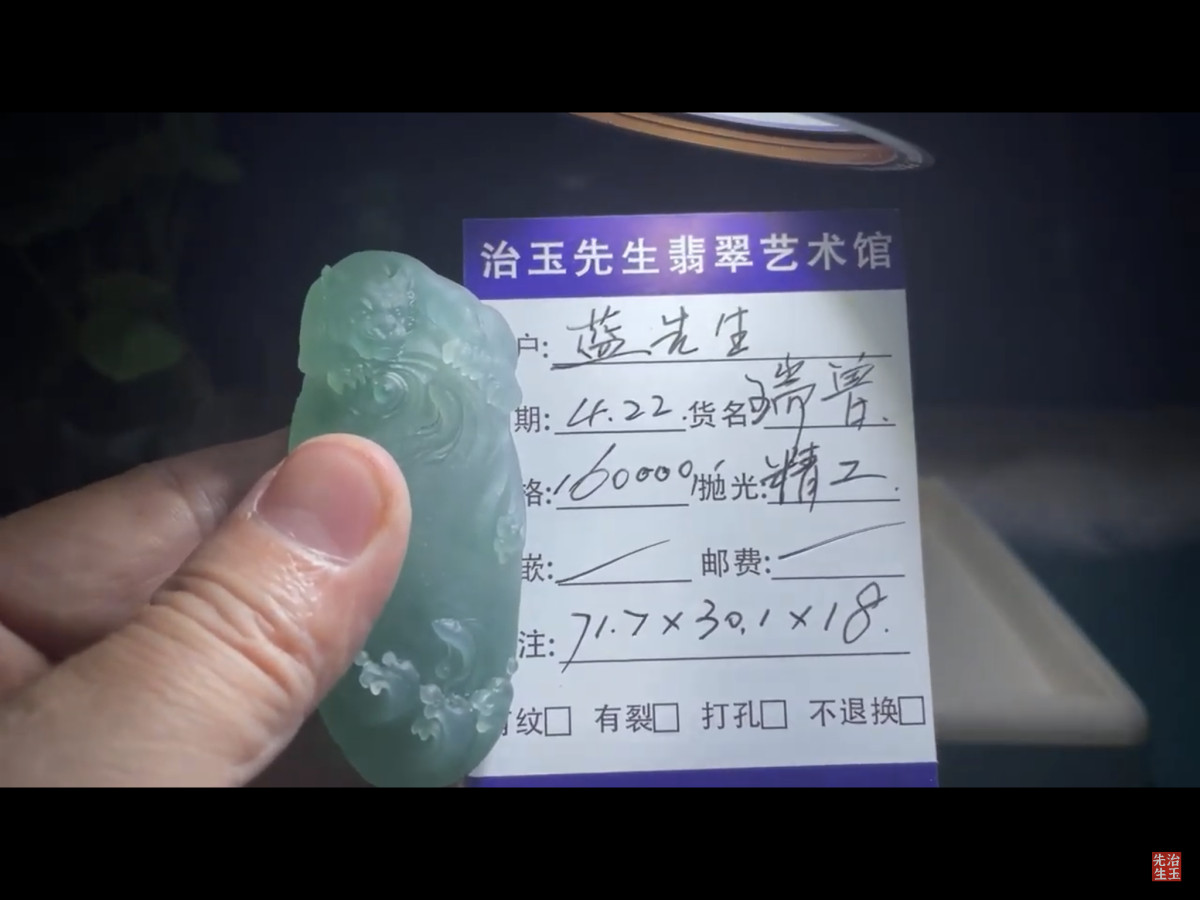 治玉先生翡翠艺术馆
户: 蓝先生
期: 4.22. 货名 瑞兽.
格: 160000 抛光: 精工.
嵌: 邮费:
注: 71.7×30.1×18.
纹□ 有裂□ 打孔□ 不退换□
治玉先生